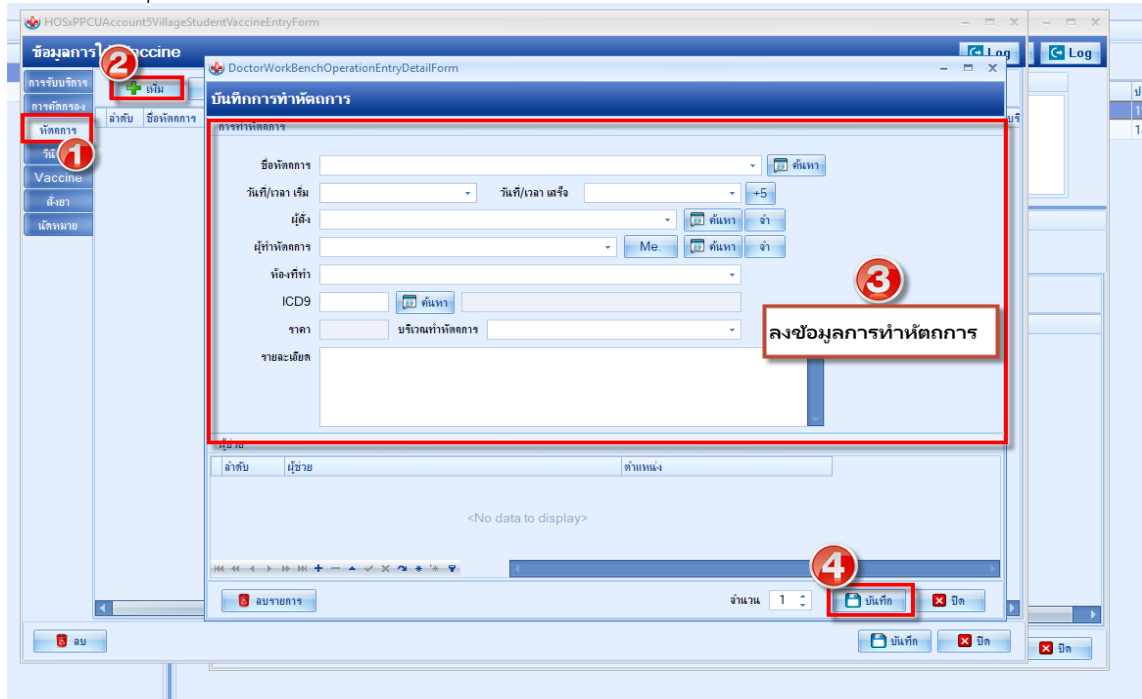 HOSxPPCUAccount5VillageStudentVaccineEntryForm
ข้อมูลการ
ccine
Log
Log
DoctorWorkBenchOperationEntryDetailForm
บันทึกการทำหัตถการ
การรับบริการ
การคัดกรอง
หัตถการ
Vaccine
สั่งยา
นัดหมาย
1
2
เพิ่ม
ลำดับ ชื่อหัตถการ
การทำหัตถการ
ชื่อหัตถการ
ค้นหา
วันที่/เวลา เริ่ม
วันที่/เวลา เสร็จ
+5
ผู้สั่ง
ค้นหา
จำ
ผู้ทำหัตถการ
Me.
ค้นหา
จำ
ห้องที่ทำ
ICD9
ค้นหา
3
ราคา
บริเวณทำหัตถการ
ลงข้อมูลการทำหัตถการ
รายละเอียด
ผู้ช่วย
ลำดับ ผู้ช่วย ตำแหน่ง
<No data to display>
4
ลบรายการ
จำนวน 1
บันทึก
ปิด
ลบ
บันทึก
ปิด
ปิด